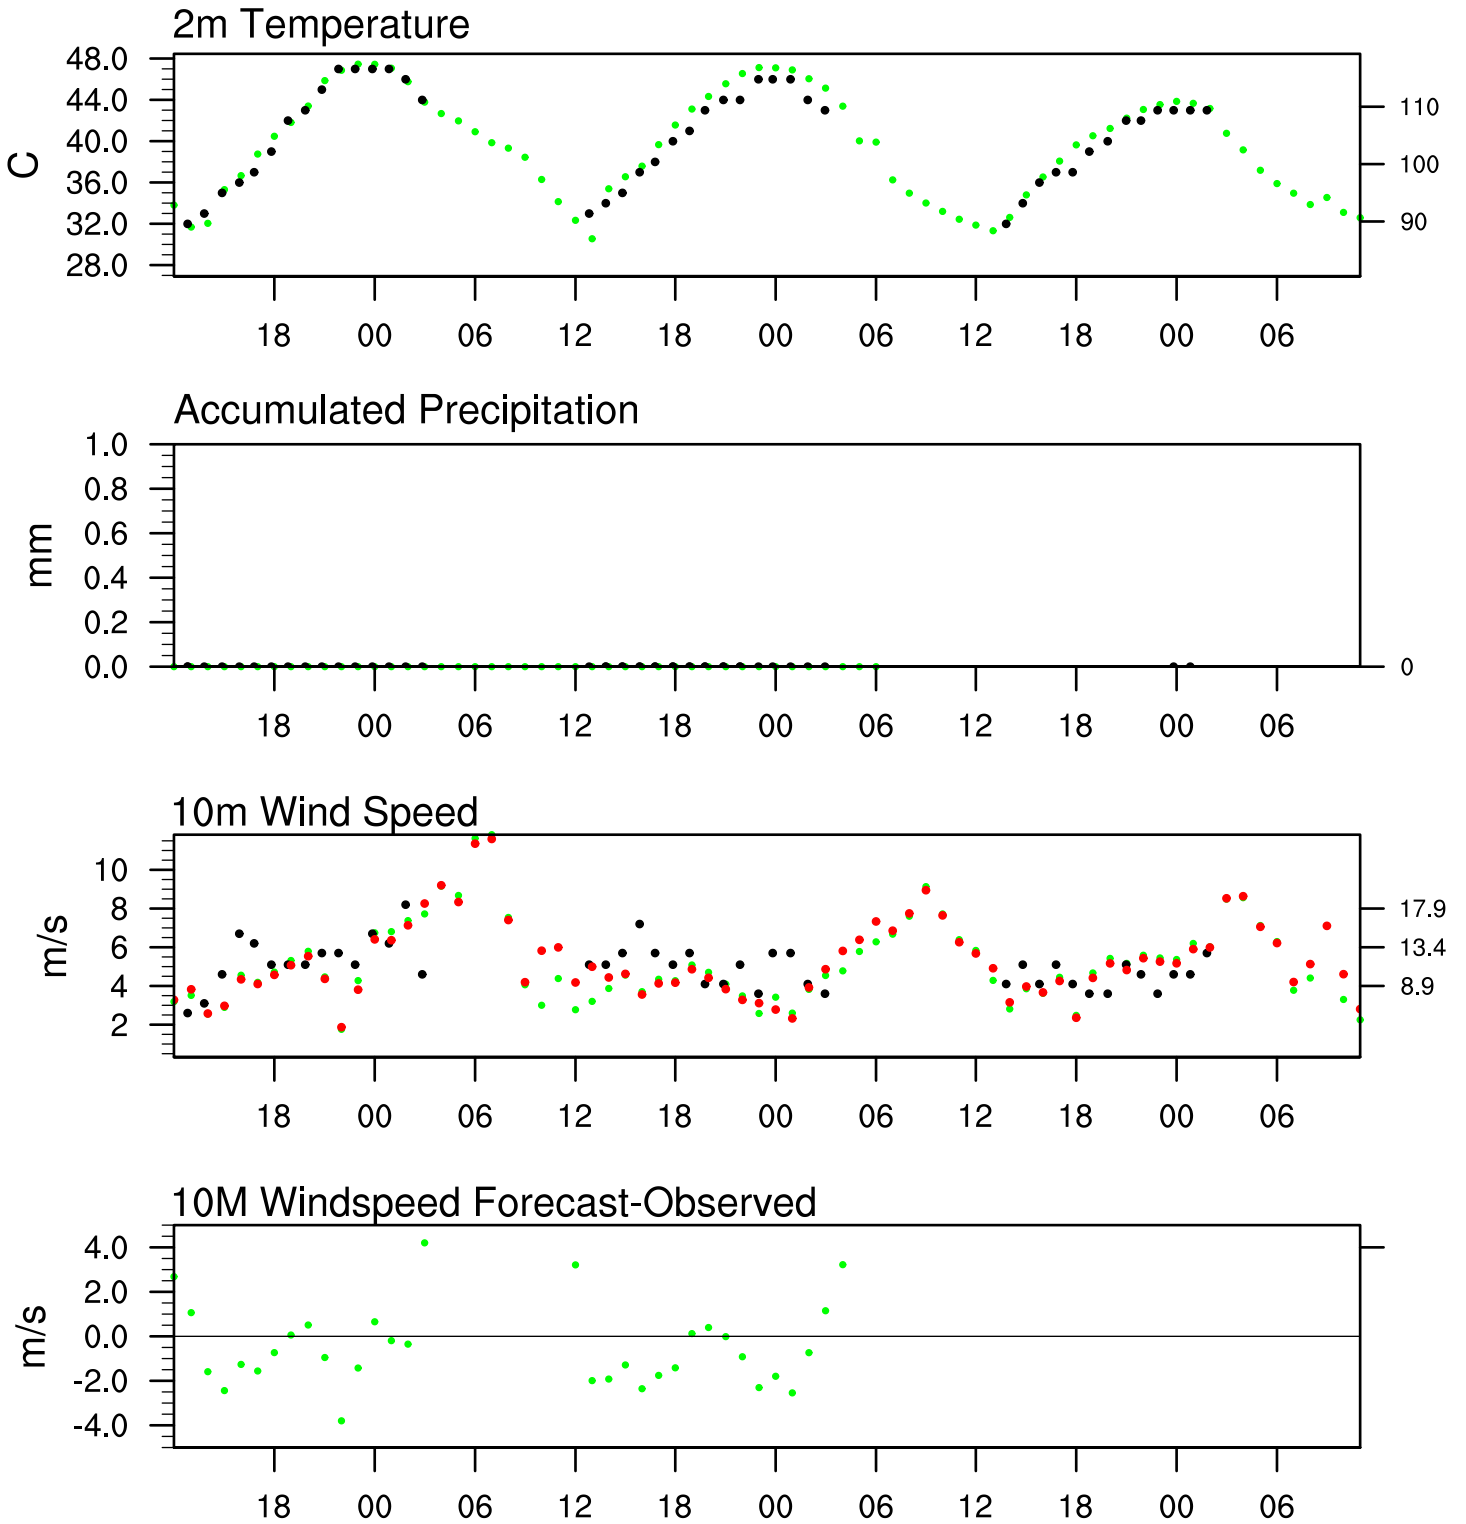 2m Temperature
48.0
44.0
40.0
36.0
32.0
28.0
C
110
100
90
18 00 06 12 18 00 06 12 18 00 06
Accumulated Precipitation
1.0
0.8
0.6
0.4
0.2
0.0
mm
0
18 00 06 12 18 00 06 12 18 00 06
10m Wind Speed
10
8
6
4
2
m/s
17.9
13.4
8.9
18 00 06 12 18 00 06 12 18 00 06
10M Windspeed Forecast-Observed
4.0
2.0
0.0
-2.0
-4.0
m/s
18 00 06 12 18 00 06 12 18 00 06